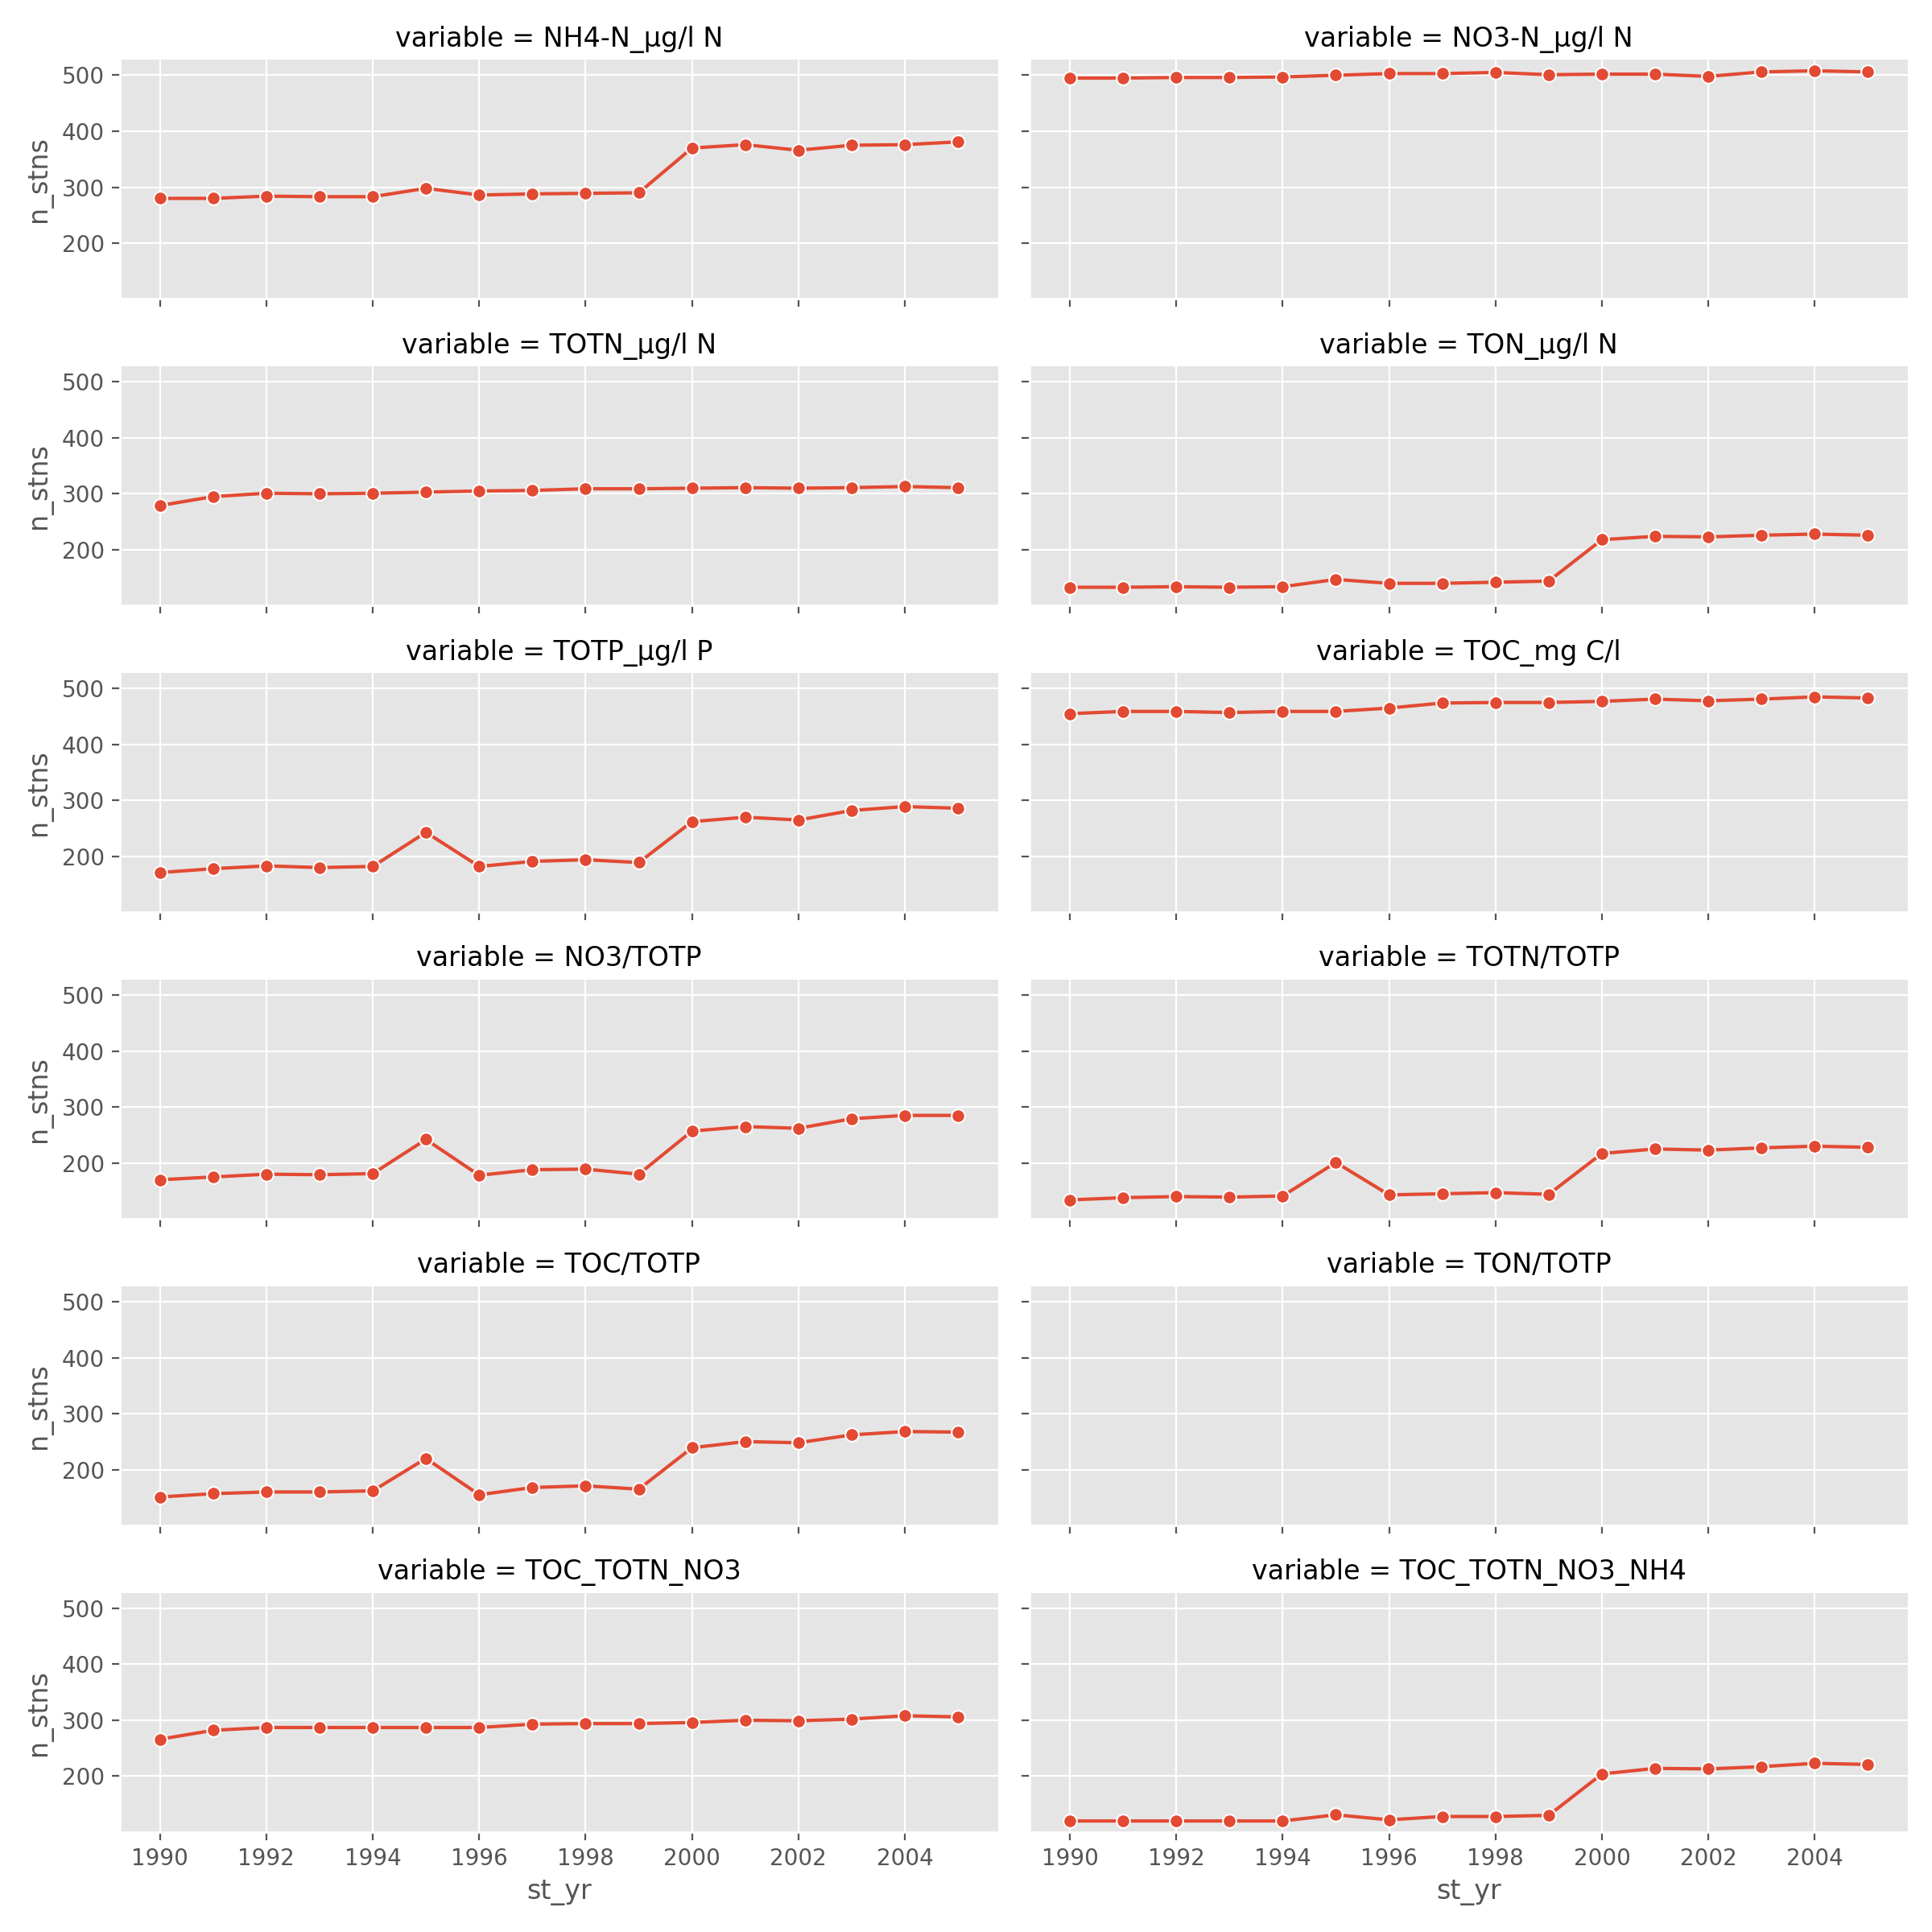 variable = NH4-N_µg/l N
variable = NO3-N_µg/l N
500
400
300
200
n_stns
variable = TOTN_µg/l N
variable = TON_µg/l N
500
400
300
200
n_stns
variable = TOTP_µg/l P
variable = TOC_mg C/l
500
400
300
200
n_stns
variable = NO3/TOTP
variable = TOTN/TOTP
500
400
300
200
n_stns
variable = TOC/TOTP
variable = TON/TOTP
500
400
300
200
n_stns
variable = TOC_TOTN_NO3
variable = TOC_TOTN_NO3_NH4
500
400
300
200
n_stns
1990 1992 1994 1996 1998 2000 2002 2004
1990 1992 1994 1996 1998 2000 2002 2004
st_yr
st_yr